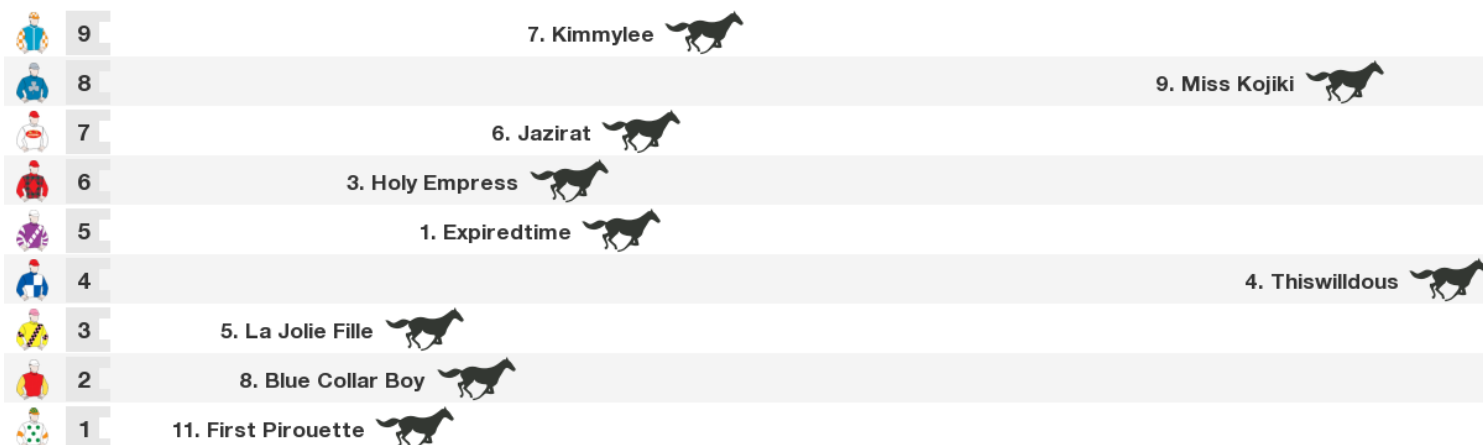 9 7. Kimmylee
8 9. Miss Kojiki
7 6. Jazirat
6 3. Holy Empress
5 1. Expiredtime
4 4. Thiswilldous
3 5. La Jolie Fille
2 8. Blue Collar Boy
1 11. First Pirouette